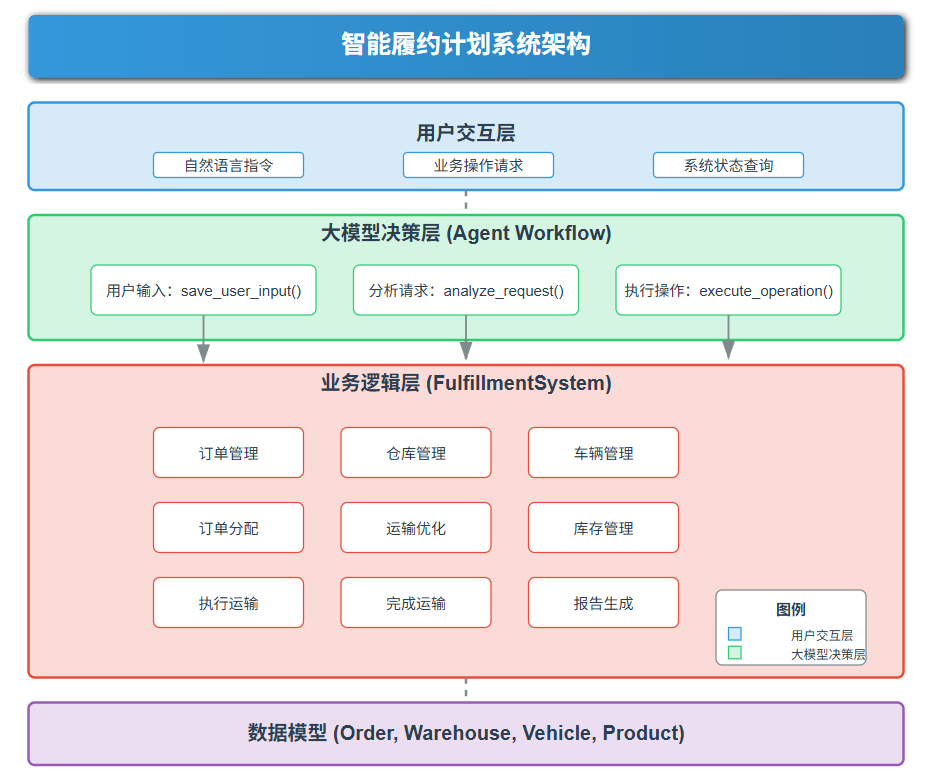 智能履约计划系统架构
用户交互层
自然语言指令
业务操作请求
系统状态查询
大模型决策层 (Agent Workflow)
用户输入：save_user_input()
分析请求：analyze_request()
执行操作：execute_operation()
业务逻辑层 (FulfillmentSystem)
订单管理
仓库管理
车辆管理
订单分配
运输优化
库存管理
执行运输
完成运输
报告生成
图例
用户交互层
大模型决策层
数据模型 (Order, Warehouse, Vehicle, Product)